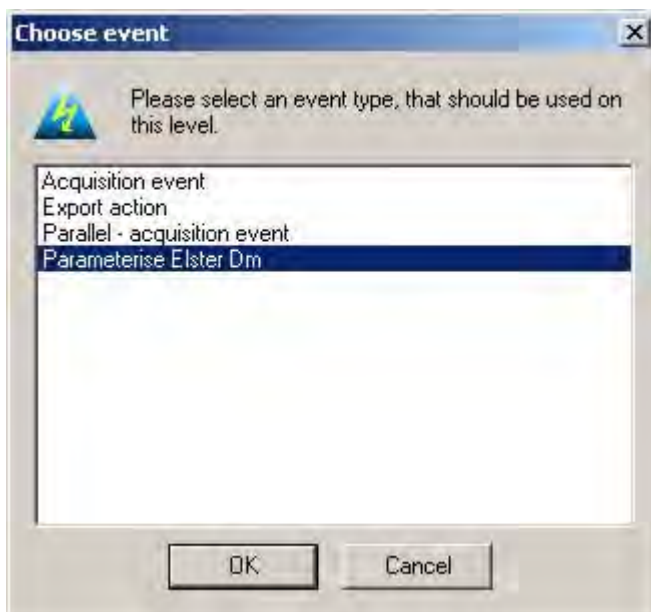 Choose event
Please select an event type, that should be used on
this level.
Acquisition event
Export action
Parallel - acquisition event
Parameterise Elster Dm
OK
Cancel